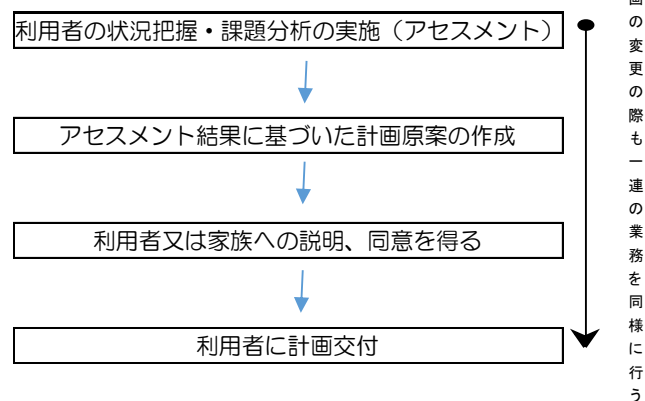 利用者の状況把握・課題分析の実施（アセスメント）
アセスメント結果に基づいた計画原案の作成
利用者又は家族への説明、同意を得る
利用者に計画交付
画の変更の際も一連の業務を同様に行う